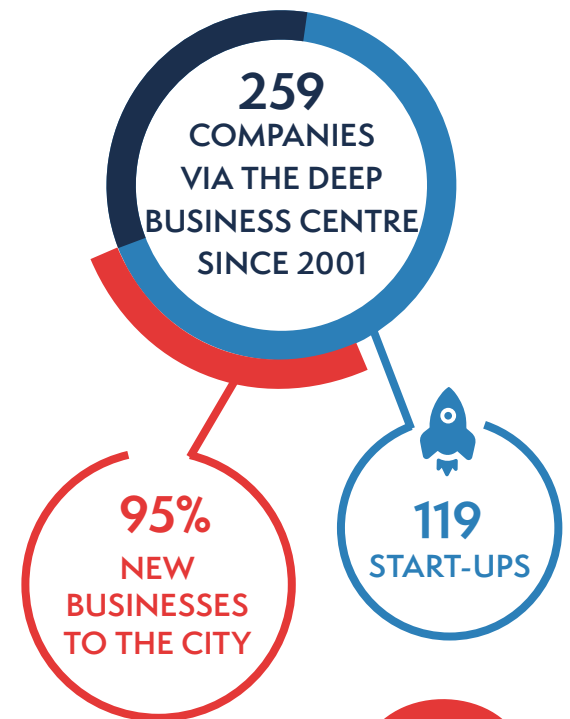 259
COMPANIES
VIA THE DEEP
BUSINESS CENTRE
SINCE 2001
95%
NEW
BUSINESSES
TO THE CITY
119
START-UPS